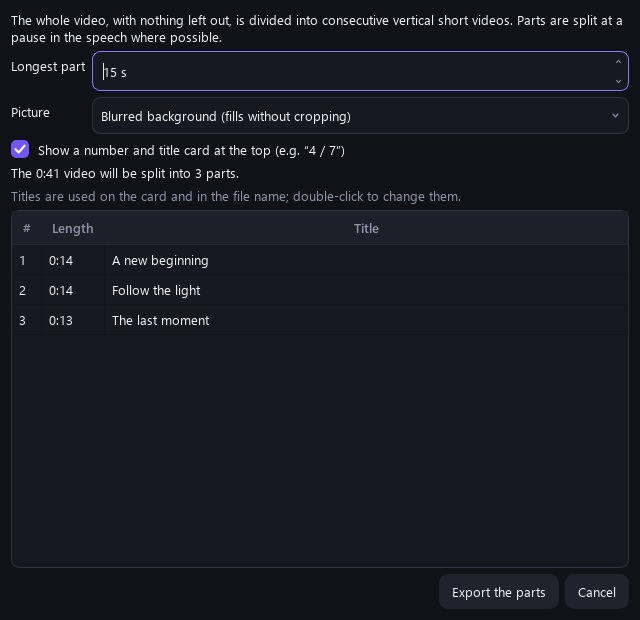 The whole video, with nothing left out, is divided into consecutive vertical short videos. Parts are split at a
pause in the speech where possible.
Longest part
15 s
Picture
Blurred background (fills without cropping)
Show a number and title card at the top (e.g. “4 / 7”)
The 0:41 video will be split into 3 parts.
Titles are used on the card and in the file name; double-click to change them.
# Length Title
1 0:14 A new beginning
2 0:14 Follow the light
3 0:13 The last moment
Export the parts
Cancel